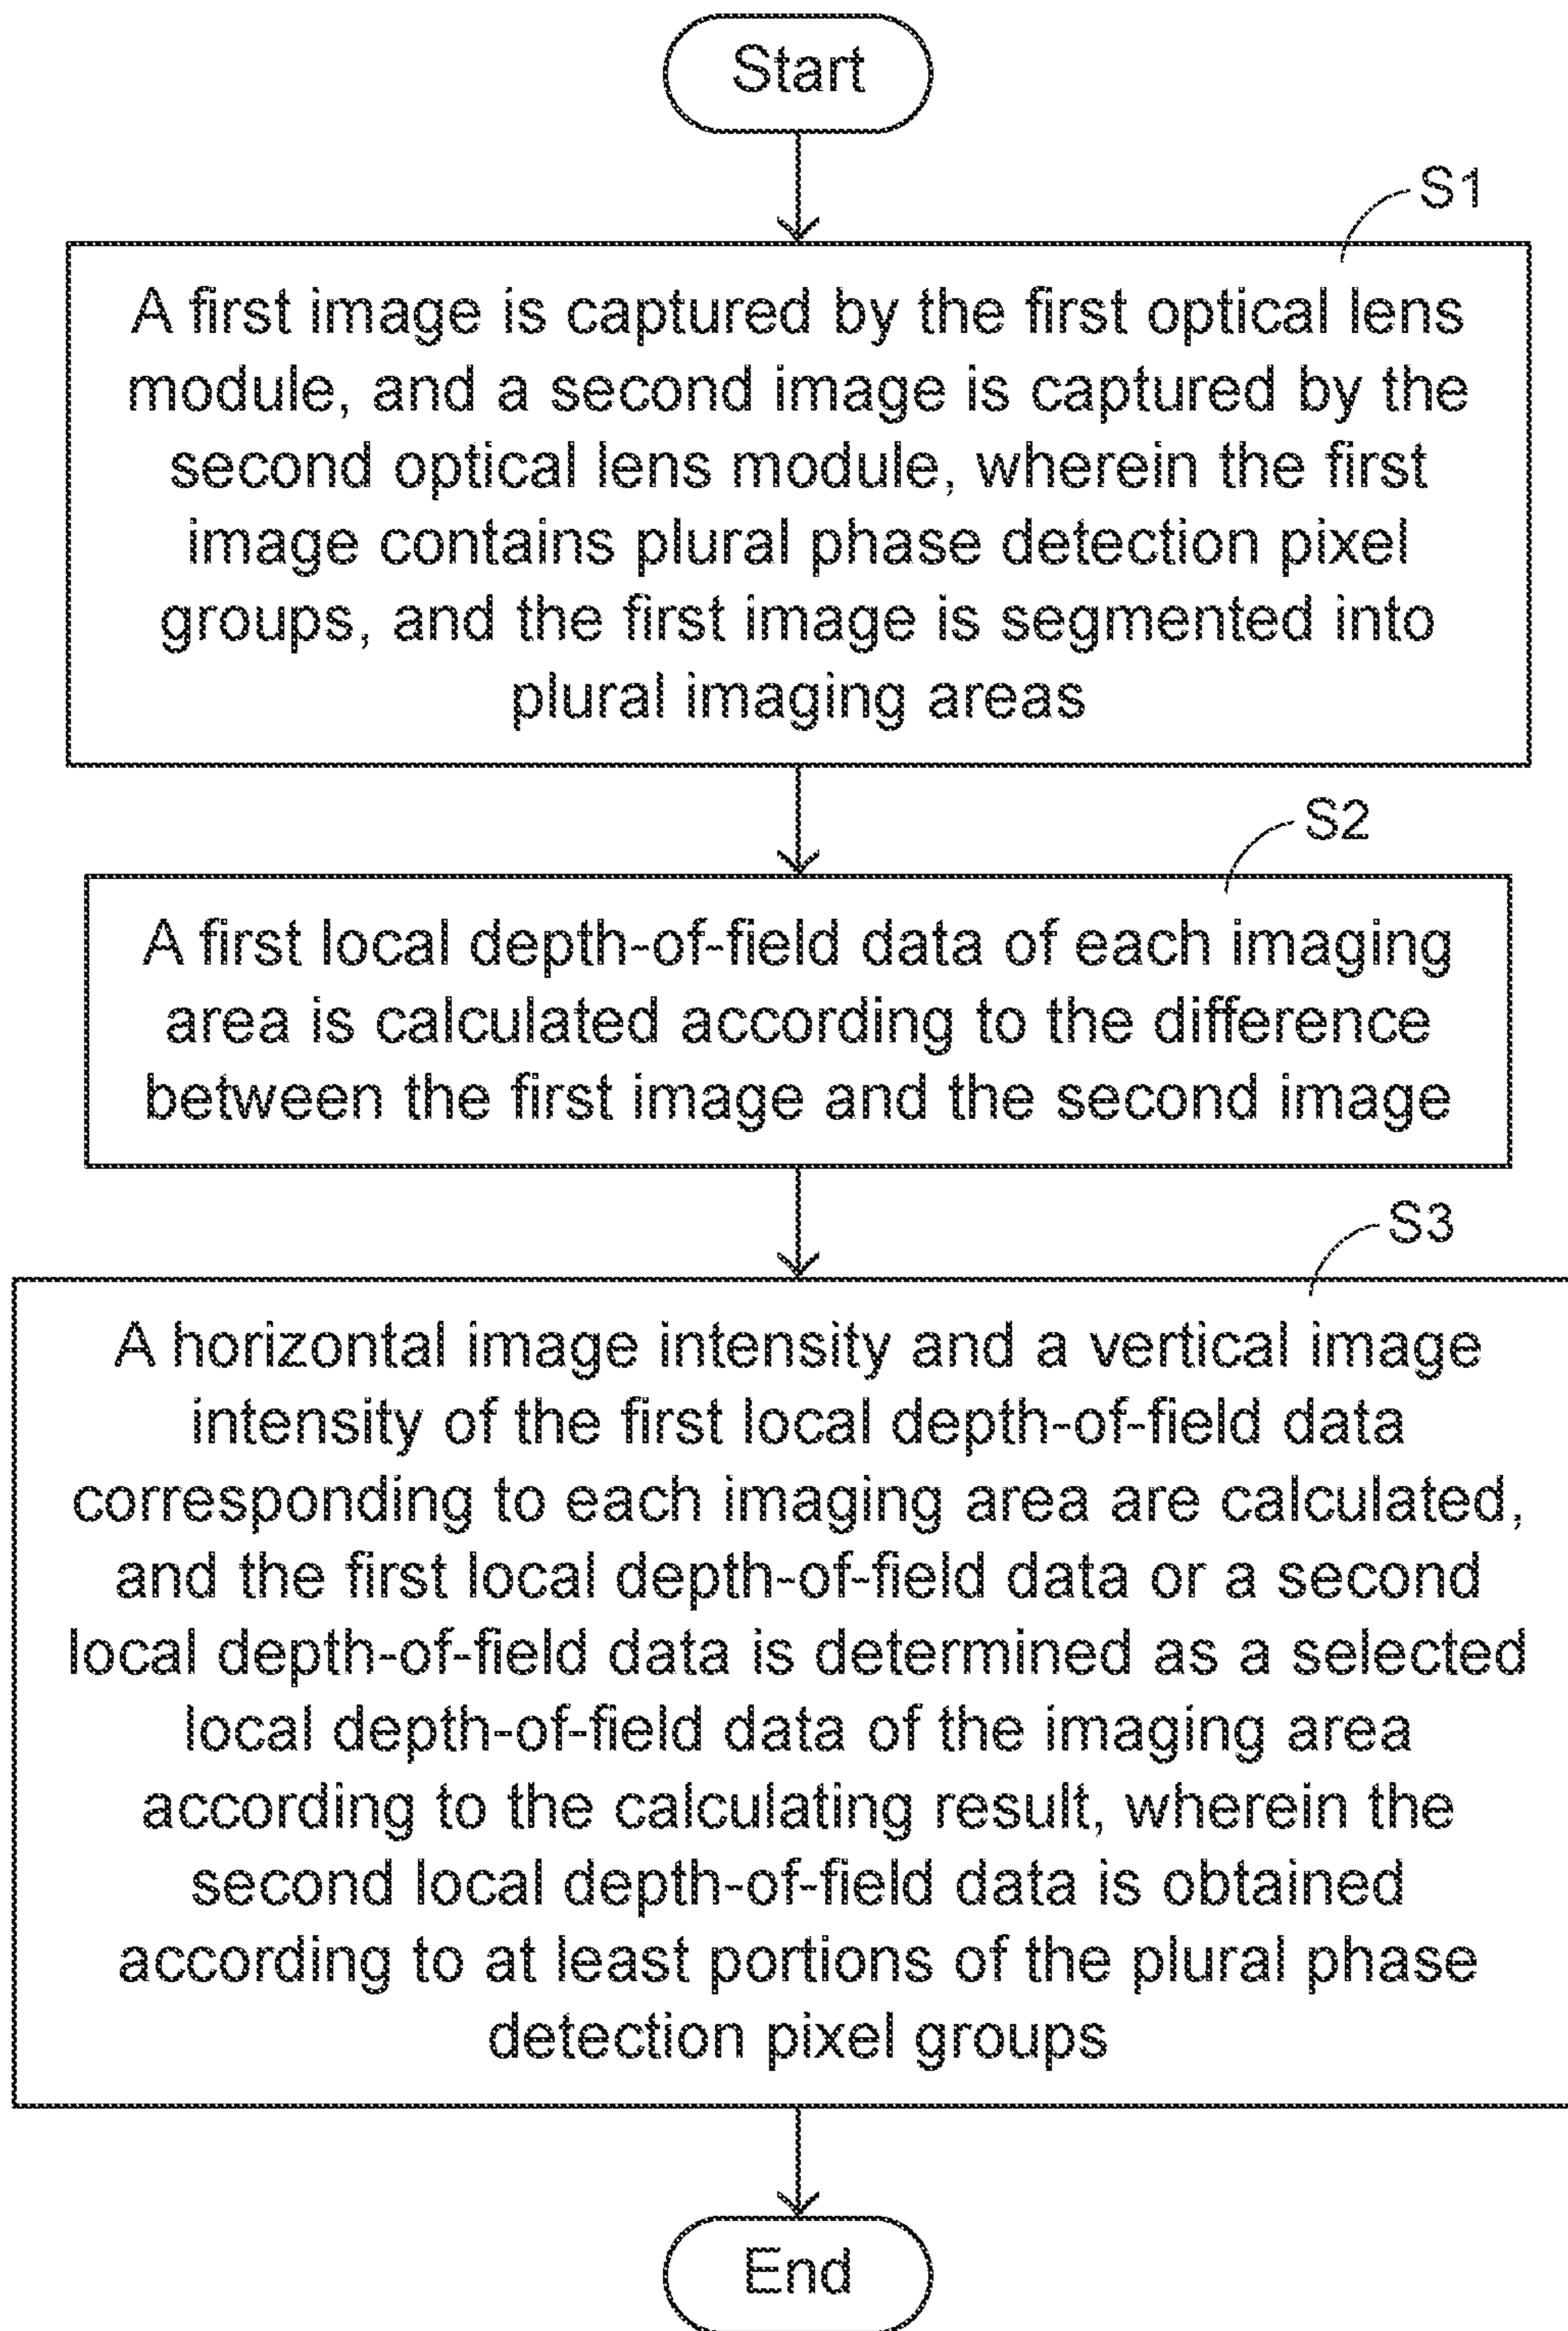 Start
S1
A first image is captured by the first optical lens
module, and a second image is captured by the
second optical lens module, wherein the first
image contains plural phase detection pixel
groups, and the first image is segmented into
plural imaging areas
S2
A first local depth-of-field data of each imaging
area is calculated according to the difference
between the first image and the second image
S3
A horizontal image intensity and a vertical image
intensity of the first local depth-of-field data
corresponding to each imaging area are calculated,
and the first local depth-of-field data or a second
local depth-of-field data is determined as a selected
local depth-of-field data of the imaging area
according to the calculating result, wherein the
second local depth-of-field data is obtained
according to at least portions of the plural phase
detection pixel groups
End